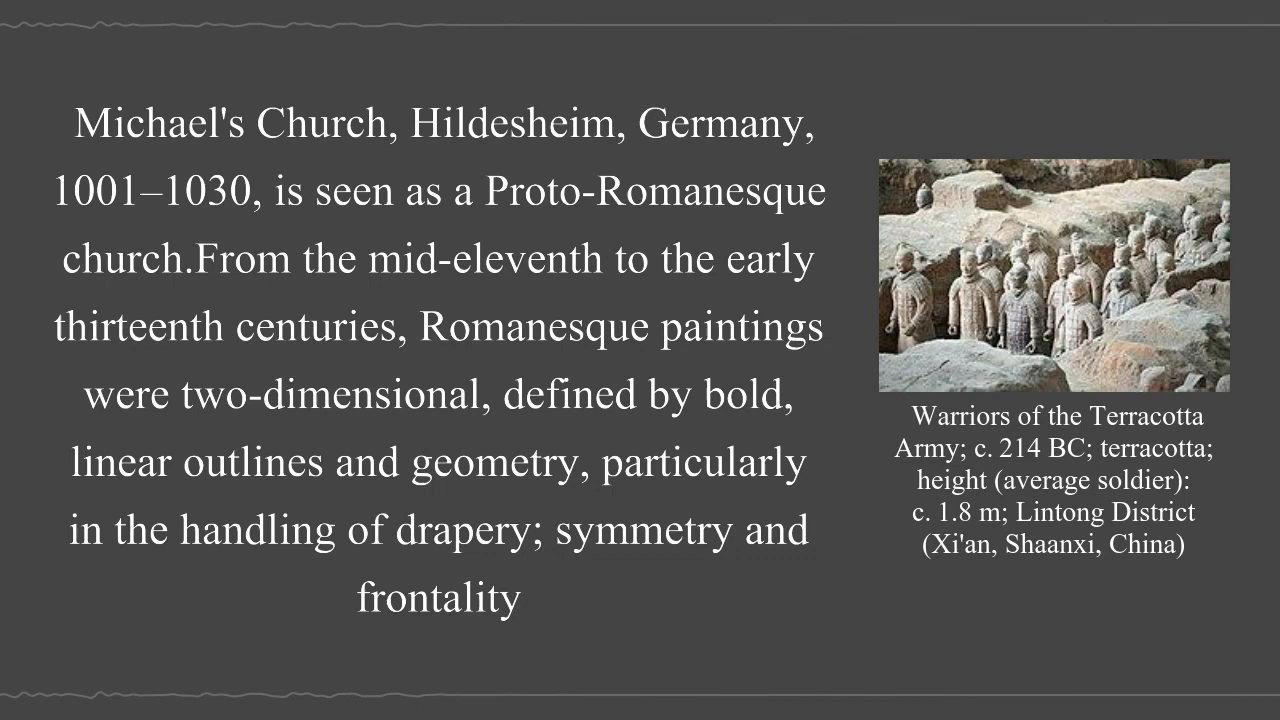 Michael's Church, Hildesheim, Germany,
1001–1030, is seen as a Proto-Romanesque
church.From the mid-eleventh to the early
thirteenth centuries, Romanesque paintings
were two-dimensional, defined by bold,
linear outlines and geometry, particularly
in the handling of drapery; symmetry and
frontality
Warriors of the Terracotta
Army; c. 214 BC; terracotta;
height (average soldier):
c. 1.8 m; Lintong District
(Xi'an, Shaanxi, China)